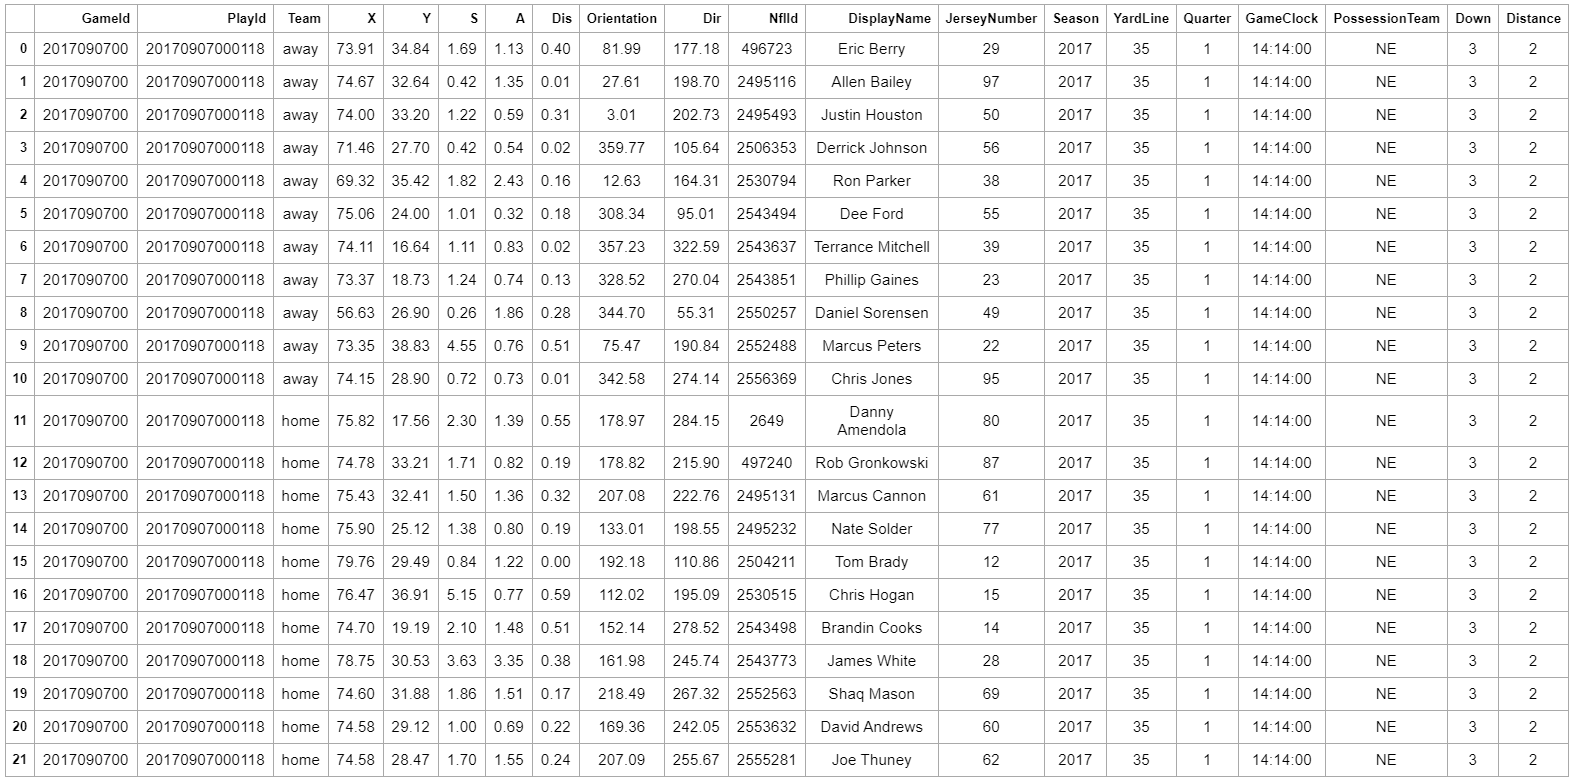 GameId PlayId Team X Y S A Dis Orientation Dir NflId DisplayName JerseyNumber Season YardLine Quarter GameClock PossessionTeam Down Distance
0 2017090700 20170907000118 away 73.91 34.84 1.69 1.13 0.40 81.99 177.18 496723 Eric Berry 29 2017 35 1 14:14:00 NE 3 2
1 2017090700 20170907000118 away 74.67 32.64 0.42 1.35 0.01 27.61 198.70 2495116 Allen Bailey 97 2017 35 1 14:14:00 NE 3 2
2 2017090700 20170907000118 away 74.00 33.20 1.22 0.59 0.31 3.01 202.73 2495493 Justin Houston 50 2017 35 1 14:14:00 NE 3 2
3 2017090700 20170907000118 away 71.46 27.70 0.42 0.54 0.02 359.77 105.64 2506353 Derrick Johnson 56 2017 35 1 14:14:00 NE 3 2
4 2017090700 20170907000118 away 69.32 35.42 1.82 2.43 0.16 12.63 164.31 2530794 Ron Parker 38 2017 35 1 14:14:00 NE 3 2
5 2017090700 20170907000118 away 75.06 24.00 1.01 0.32 0.18 308.34 95.01 2543494 Dee Ford 55 2017 35 1 14:14:00 NE 3 2
6 2017090700 20170907000118 away 74.11 16.64 1.11 0.83 0.02 357.23 322.59 2543637 Terrance Mitchell 39 2017 35 1 14:14:00 NE 3 2
7 2017090700 20170907000118 away 73.37 18.73 1.24 0.74 0.13 328.52 270.04 2543851 Phillip Gaines 23 2017 35 1 14:14:00 NE 3 2
8 2017090700 20170907000118 away 56.63 26.90 0.26 1.86 0.28 344.70 55.31 2550257 Daniel Sorensen 49 2017 35 1 14:14:00 NE 3 2
9 2017090700 20170907000118 away 73.35 38.83 4.55 0.76 0.51 75.47 190.84 2552488 Marcus Peters 22 2017 35 1 14:14:00 NE 3 2
10 2017090700 20170907000118 away 74.15 28.90 0.72 0.73 0.01 342.58 274.14 2556369 Chris Jones 95 2017 35 1 14:14:00 NE 3 2
11 2017090700 20170907000118 home 75.82 17.56 2.30 1.39 0.55 178.97 284.15 2649 Danny Amendola 80 2017 35 1 14:14:00 NE 3 2
12 2017090700 20170907000118 home 74.78 33.21 1.71 0.82 0.19 178.82 215.90 497240 Rob Gronkowski 87 2017 35 1 14:14:00 NE 3 2
13 2017090700 20170907000118 home 75.43 32.41 1.50 1.36 0.32 207.08 222.76 2495131 Marcus Cannon 61 2017 35 1 14:14:00 NE 3 2
14 2017090700 20170907000118 home 75.90 25.12 1.38 0.80 0.19 133.01 198.55 2495232 Nate Solder 77 2017 35 1 14:14:00 NE 3 2
15 2017090700 20170907000118 home 79.76 29.49 0.84 1.22 0.00 192.18 110.86 2504211 Tom Brady 12 2017 35 1 14:14:00 NE 3 2
16 2017090700 20170907000118 home 76.47 36.91 5.15 0.77 0.59 112.02 195.09 2530515 Chris Hogan 15 2017 35 1 14:14:00 NE 3 2
17 2017090700 20170907000118 home 74.70 19.19 2.10 1.48 0.51 152.14 278.52 2543498 Brandin Cooks 14 2017 35 1 14:14:00 NE 3 2
18 2017090700 20170907000118 home 78.75 30.53 3.63 3.35 0.38 161.98 245.74 2543773 James White 28 2017 35 1 14:14:00 NE 3 2
19 2017090700 20170907000118 home 74.60 31.88 1.86 1.51 0.17 218.49 267.32 2552563 Shaq Mason 69 2017 35 1 14:14:00 NE 3 2
20 2017090700 20170907000118 home 74.58 29.12 1.00 0.69 0.22 169.36 242.05 2553632 David Andrews 60 2017 35 1 14:14:00 NE 3 2
21 2017090700 20170907000118 home 74.58 28.47 1.70 1.55 0.24 207.09 255.67 2555281 Joe Thuney 62 2017 35 1 14:14:00 NE 3 2